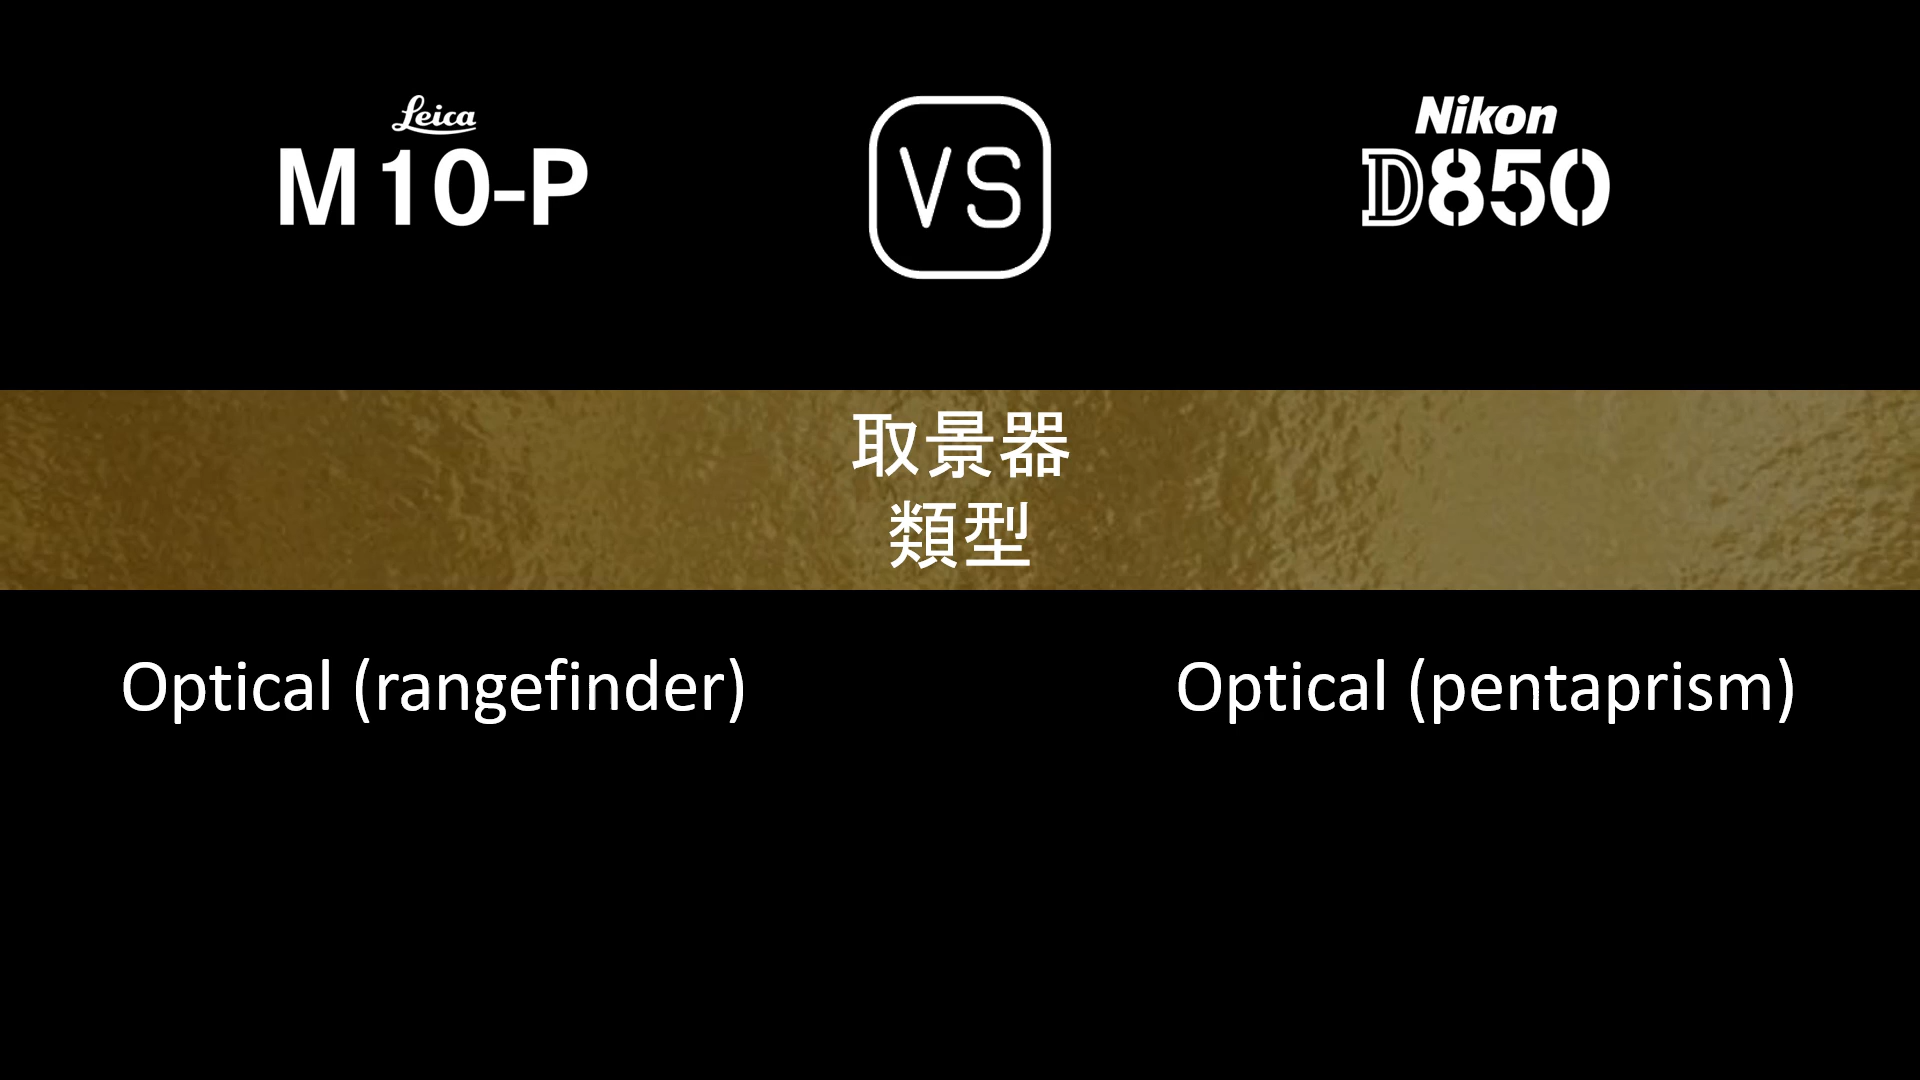 Leica
M10-P
VS
Nikon
D850
取景器
類型
Optical (rangefinder)
Optical (pentaprism)